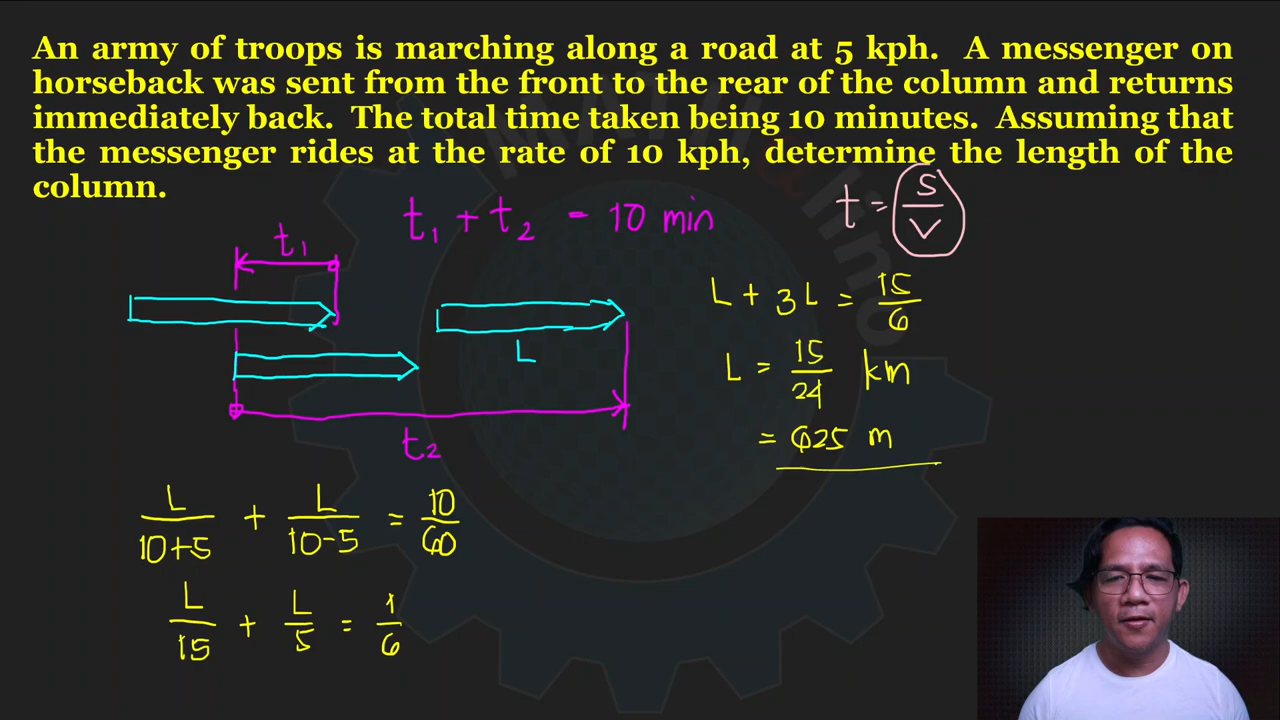 An army of troops is marching along a road at 5 kph. A messenger on
horseback was sent from the front to the rear of the column and returns
immediately back. The total time taken being 10 minutes. Assuming that
the messenger rides at the rate of 10 kph, determine the length of the
column.
t = S/V
t₁ + t₂ = 10 min
t₁
L + 3L = 15/6
L
L = 15/24 km
= 625 m
t₂
L/(10+5) + L/(10-5) = 10/60
L/15 + L/5 = 1/6